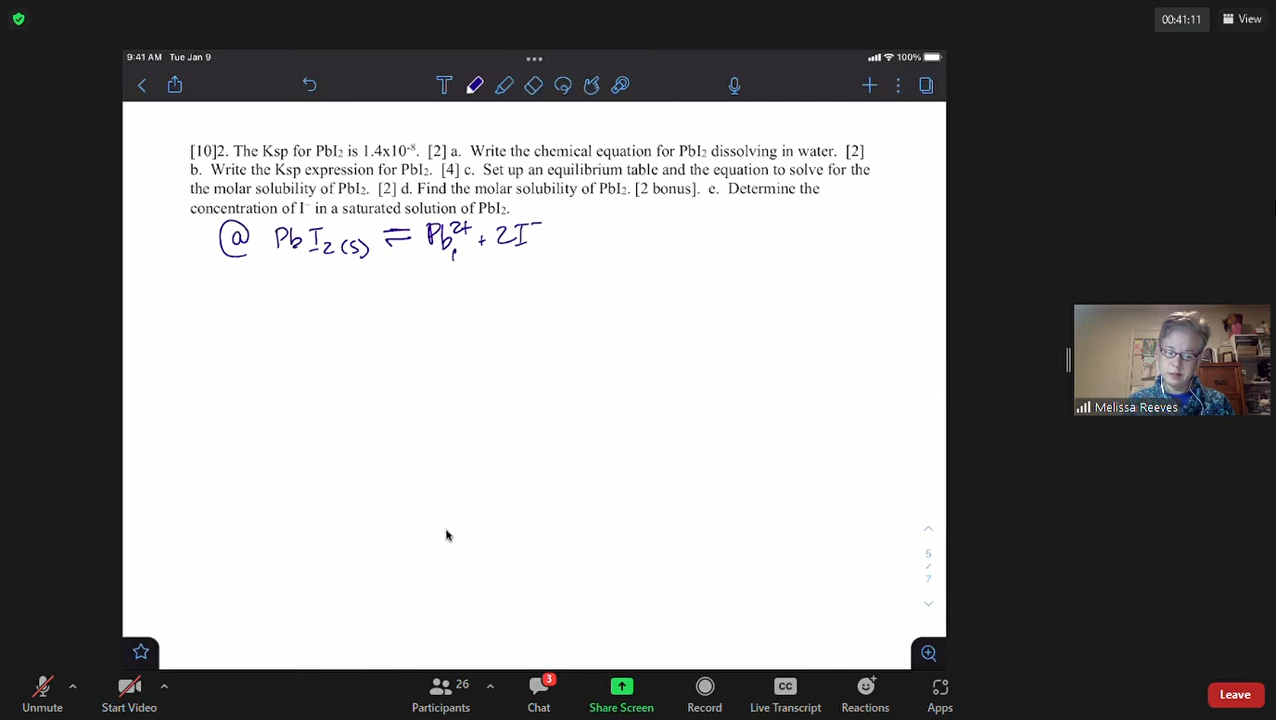 00:41:11 View
9:41 AM Tue Jan 9 100%
T
[10]2. The Ksp for PbI₂ is 1.4x10⁻⁸. [2] a. Write the chemical equation for PbI₂ dissolving in water. [2]
b. Write the Ksp expression for PbI₂. [4] c. Set up an equilibrium table and the equation to solve for the
the molar solubility of PbI₂. [2] d. Find the molar solubility of PbI₂. [2 bonus]. e. Determine the
concentration of I⁻ in a saturated solution of PbI₂.
ⓐ PbI₂(s) ⇌ Pb²⁺ + 2I⁻
Melissa Reeves
5
/
7
26
3
CC
Unmute Start Video Participants Chat Share Screen Record Live Transcript Reactions Apps Leave